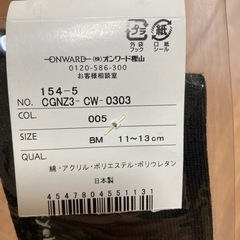 ONWARD (株)オンワード樫山
0120-586-300
お客様相談室
プラ 紙
外袋 口紙
フック シール
154-5
NO. CGNZ3-CW-0303
COL. 005
SIZE BM 11~13cm
QUAL.
綿・アクリル・ポリエステル・ポリウレタン
日本製
4547804551131